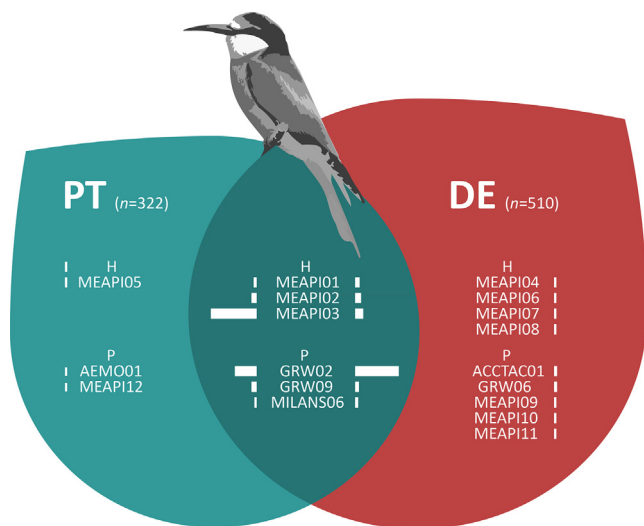 PT (n=322)
H
MEAPI05
P
AEMO01
MEAPI12
H
MEAPI01
MEAPI02
MEAPI03
P
GRW02
GRW09
MILANS06
DE (n=510)
H
MEAPI04
MEAPI06
MEAPI07
MEAPI08
P
ACCTAC01
GRW06
MEAPI09
MEAPI10
MEAPI11